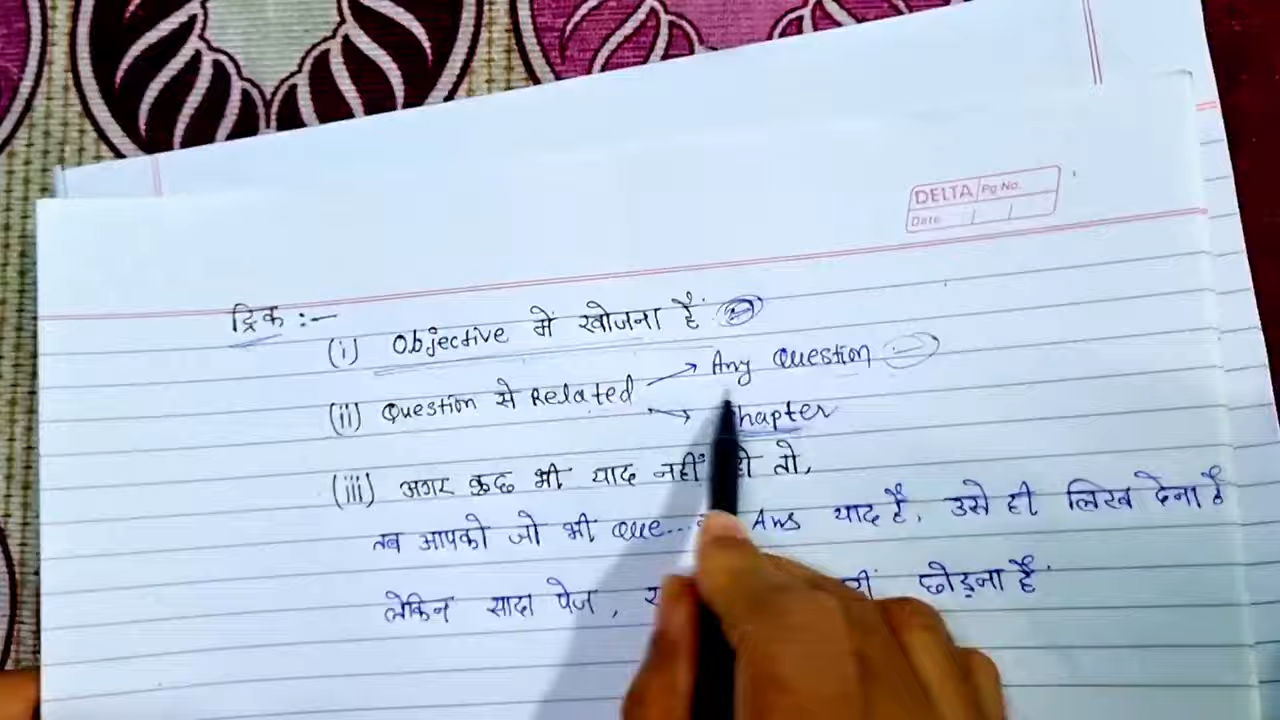 DELTA Pg No.
Date
ट्रिक :-
(i) Objective में खोजना है
(ii) Question से Related → Any Question
→ Chapter
(iii) अगर कुछ भी याद नहीं हो तो,
तब आपको जो भी Que... Ans याद है, उसे ही लिख देना है
लेकिन सादा पेज, छोड़ना है.